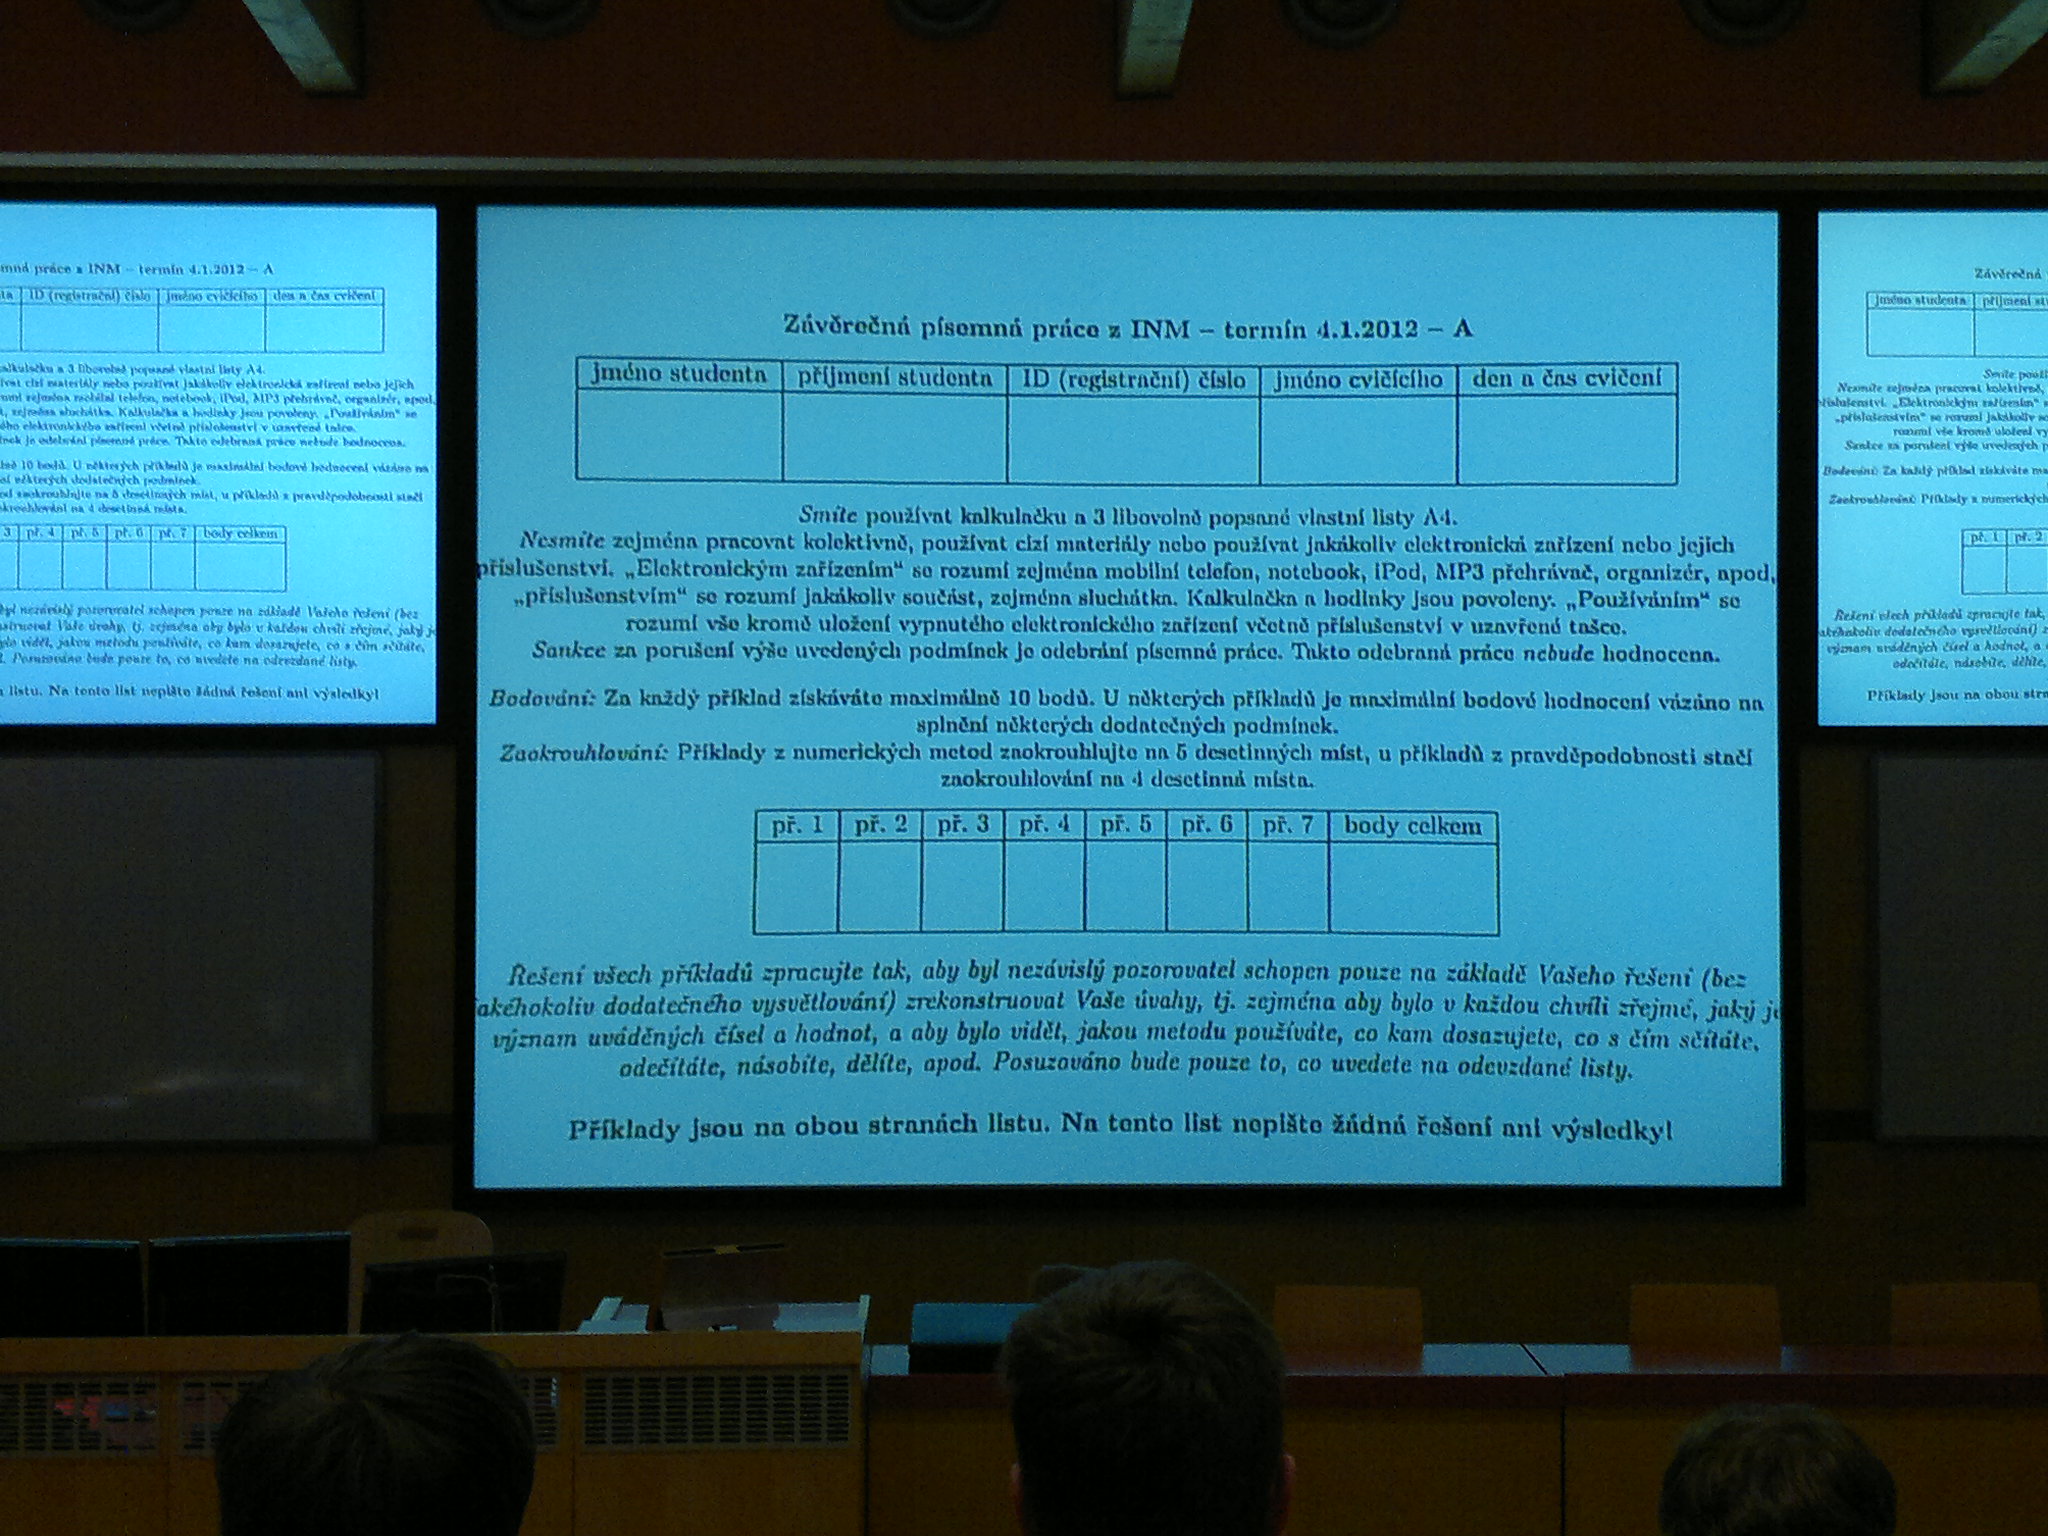 Závěrečná písemná práce z INM – termín 4.1.2012 – A
jméno studenta příjmení studenta ID (registrační) číslo jméno cvičícího den a čas cvičení
Smíte používat kalkulačku a 3 libovolně popsané vlastní listy A4.
Nesmíte zejména pracovat kolektivně, používat cizí materiály nebo používat jakákoliv elektronická zařízení nebo jejich
příslušenství. „Elektronickým zařízením“ se rozumí zejména mobilní telefon, notebook, iPod, MP3 přehrávač, organizér, apod,
„příslušenstvím“ se rozumí jakákoliv součást, zejména sluchátka. Kalkulačka a hodinky jsou povoleny. „Používáním“ se
rozumí vše kromě uložení vypnutého elektronického zařízení včetně příslušenství v uzavřené tašce.
Sankce za porušení výše uvedených podmínek je odebrání písemné práce. Takto odebraná práce nebude hodnocena.
Bodování: Za každý příklad získáváte maximálně 10 bodů. U některých příkladů je maximální bodové hodnocení vázáno na
splnění některých dodatečných podmínek.
Zaokrouhlování: Příklady z numerických metod zaokrouhlujte na 5 desetinných míst, u příkladů z pravděpodobnosti stačí
zaokrouhlování na 4 desetinná místa.
př. 1 př. 2 př. 3 př. 4 př. 5 př. 6 př. 7 body celkem
Řešení všech příkladů zpracujte tak, aby byl nezávislý pozorovatel schopen pouze na základě Vašeho řešení (bez
jakéhokoliv dodatečného vysvětlování) zrekonstruovat Vaše úvahy, tj. zejména aby bylo v každou chvíli zřejmé, jaký je
význam uváděných čísel a hodnot, a aby bylo vidět, jakou metodu používáte, co kam dosazujete, co s čím sčítáte,
odečítáte, násobíte, dělíte, apod. Posuzováno bude pouze to, co uvedete na odevzdané listy.
Příklady jsou na obou stranách listu. Na tento list nepište žádná řešení ani výsledky!